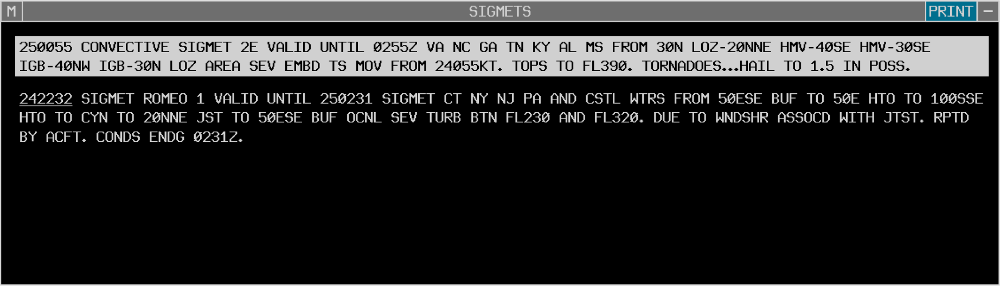 M SIGMETS PRINT –
250055 CONVECTIVE SIGMET 2E VALID UNTIL 0255Z VA NC GA TN KY AL MS FROM 30N LOZ-20NNE HMV-40SE HMV-30SE
IGB-40NW IGB-30N LOZ AREA SEV EMBD TS MOV FROM 24055KT. TOPS TO FL390. TORNADOES...HAIL TO 1.5 IN POSS.
242232 SIGMET ROMEO 1 VALID UNTIL 250231 SIGMET CT NY NJ PA AND CSTL WTRS FROM 50ESE BUF TO 50E HTO TO 100SSE
HTO TO CYN TO 20NNE JST TO 50ESE BUF OCNL SEV TURB BTN FL230 AND FL320. DUE TO WNDSHR ASSOCD WITH JTST. RPTD
BY ACFT. CONDS ENDG 0231Z.